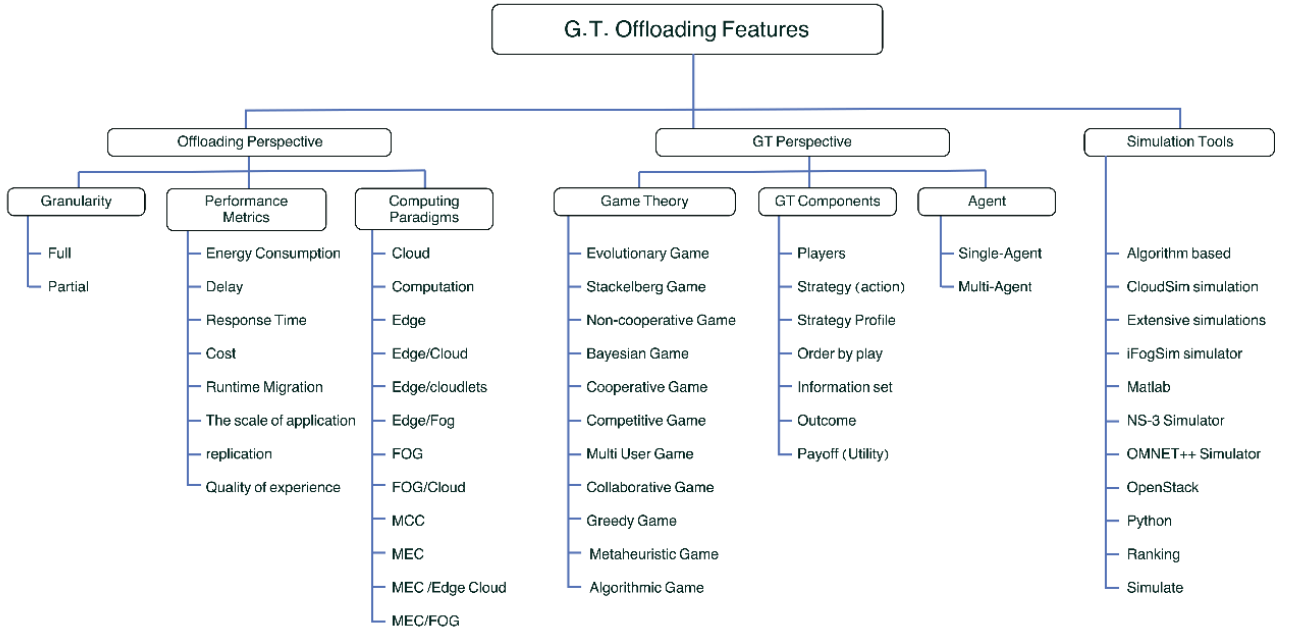 G.T. Offloading Features
Offloading Perspective
GT Perspective
Simulation Tools
Granularity
Performance
Metrics
Computing
Paradigms
Game Theory
GT Components
Agent
Full
Partial
Energy Consumption
Delay
Response Time
Cost
Runtime Migration
The scale of application
replication
Quality of experience
Cloud
Computation
Edge
Edge/Cloud
Edge/cloudlets
Edge/Fog
FOG
FOG/Cloud
MCC
MEC
MEC /Edge Cloud
MEC/FOG
Evolutionary Game
Stackelberg Game
Non-cooperative Game
Bayesian Game
Cooperative Game
Competitive Game
Multi User Game
Collaborative Game
Greedy Game
Metaheuristic Game
Algorithmic Game
Players
Strategy (action)
Strategy Profile
Order by play
Information set
Outcome
Payoff (Utility)
Single-Agent
Multi-Agent
Algorithm based
CloudSim simulation
Extensive simulations
iFogSim simulator
Matlab
NS-3 Simulator
OMNET++ Simulator
OpenStack
Python
Ranking
Simulate